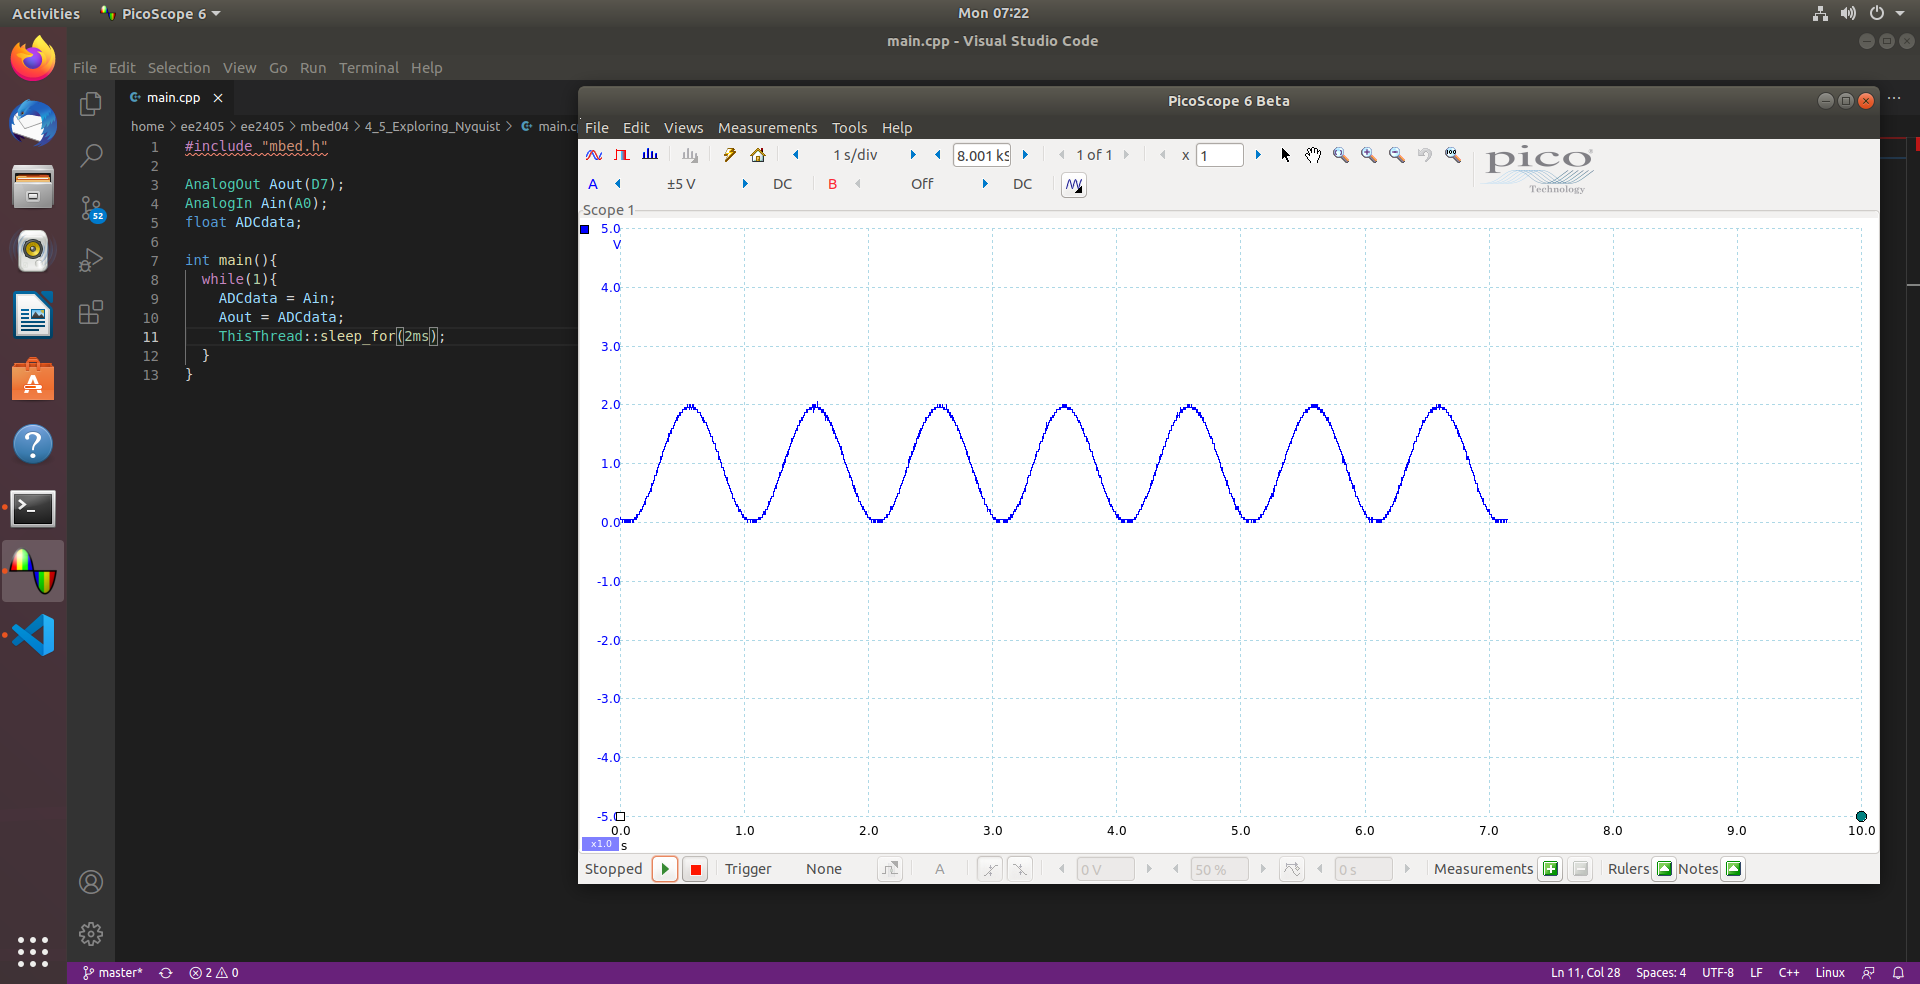 Activities PicoScope 6 Mon 07:22
main.cpp - Visual Studio Code
File Edit Selection View Go Run Terminal Help
main.cpp
home > ee2405 > ee2405 > mbed04 > 4_5_Exploring_Nyquist > main.c
1 #include "mbed.h"
2
3 AnalogOut Aout(D7);
4 AnalogIn Ain(A0);
5 float ADCdata;
6
7 int main(){
8 while(1){
9 ADCdata = Ain;
10 Aout = ADCdata;
11 ThisThread::sleep_for(2ms);
12 }
13 }
52
PicoScope 6 Beta
File Edit Views Measurements Tools Help
1 s/div 8.001 kS 1 of 1 x 1
pico
Technology
A ±5 V DC B Off DC
Scope 1
5.0
V
4.0
3.0
2.0
1.0
0.0
-1.0
-2.0
-3.0
-4.0
-5.0
0.0 1.0 2.0 3.0 4.0 5.0 6.0 7.0 8.0 9.0 10.0
x1.0 s
Stopped Trigger None A 0 V 50 % 0 s Measurements Rulers Notes
master* 2 0 Ln 11, Col 28 Spaces: 4 UTF-8 LF C++ Linux